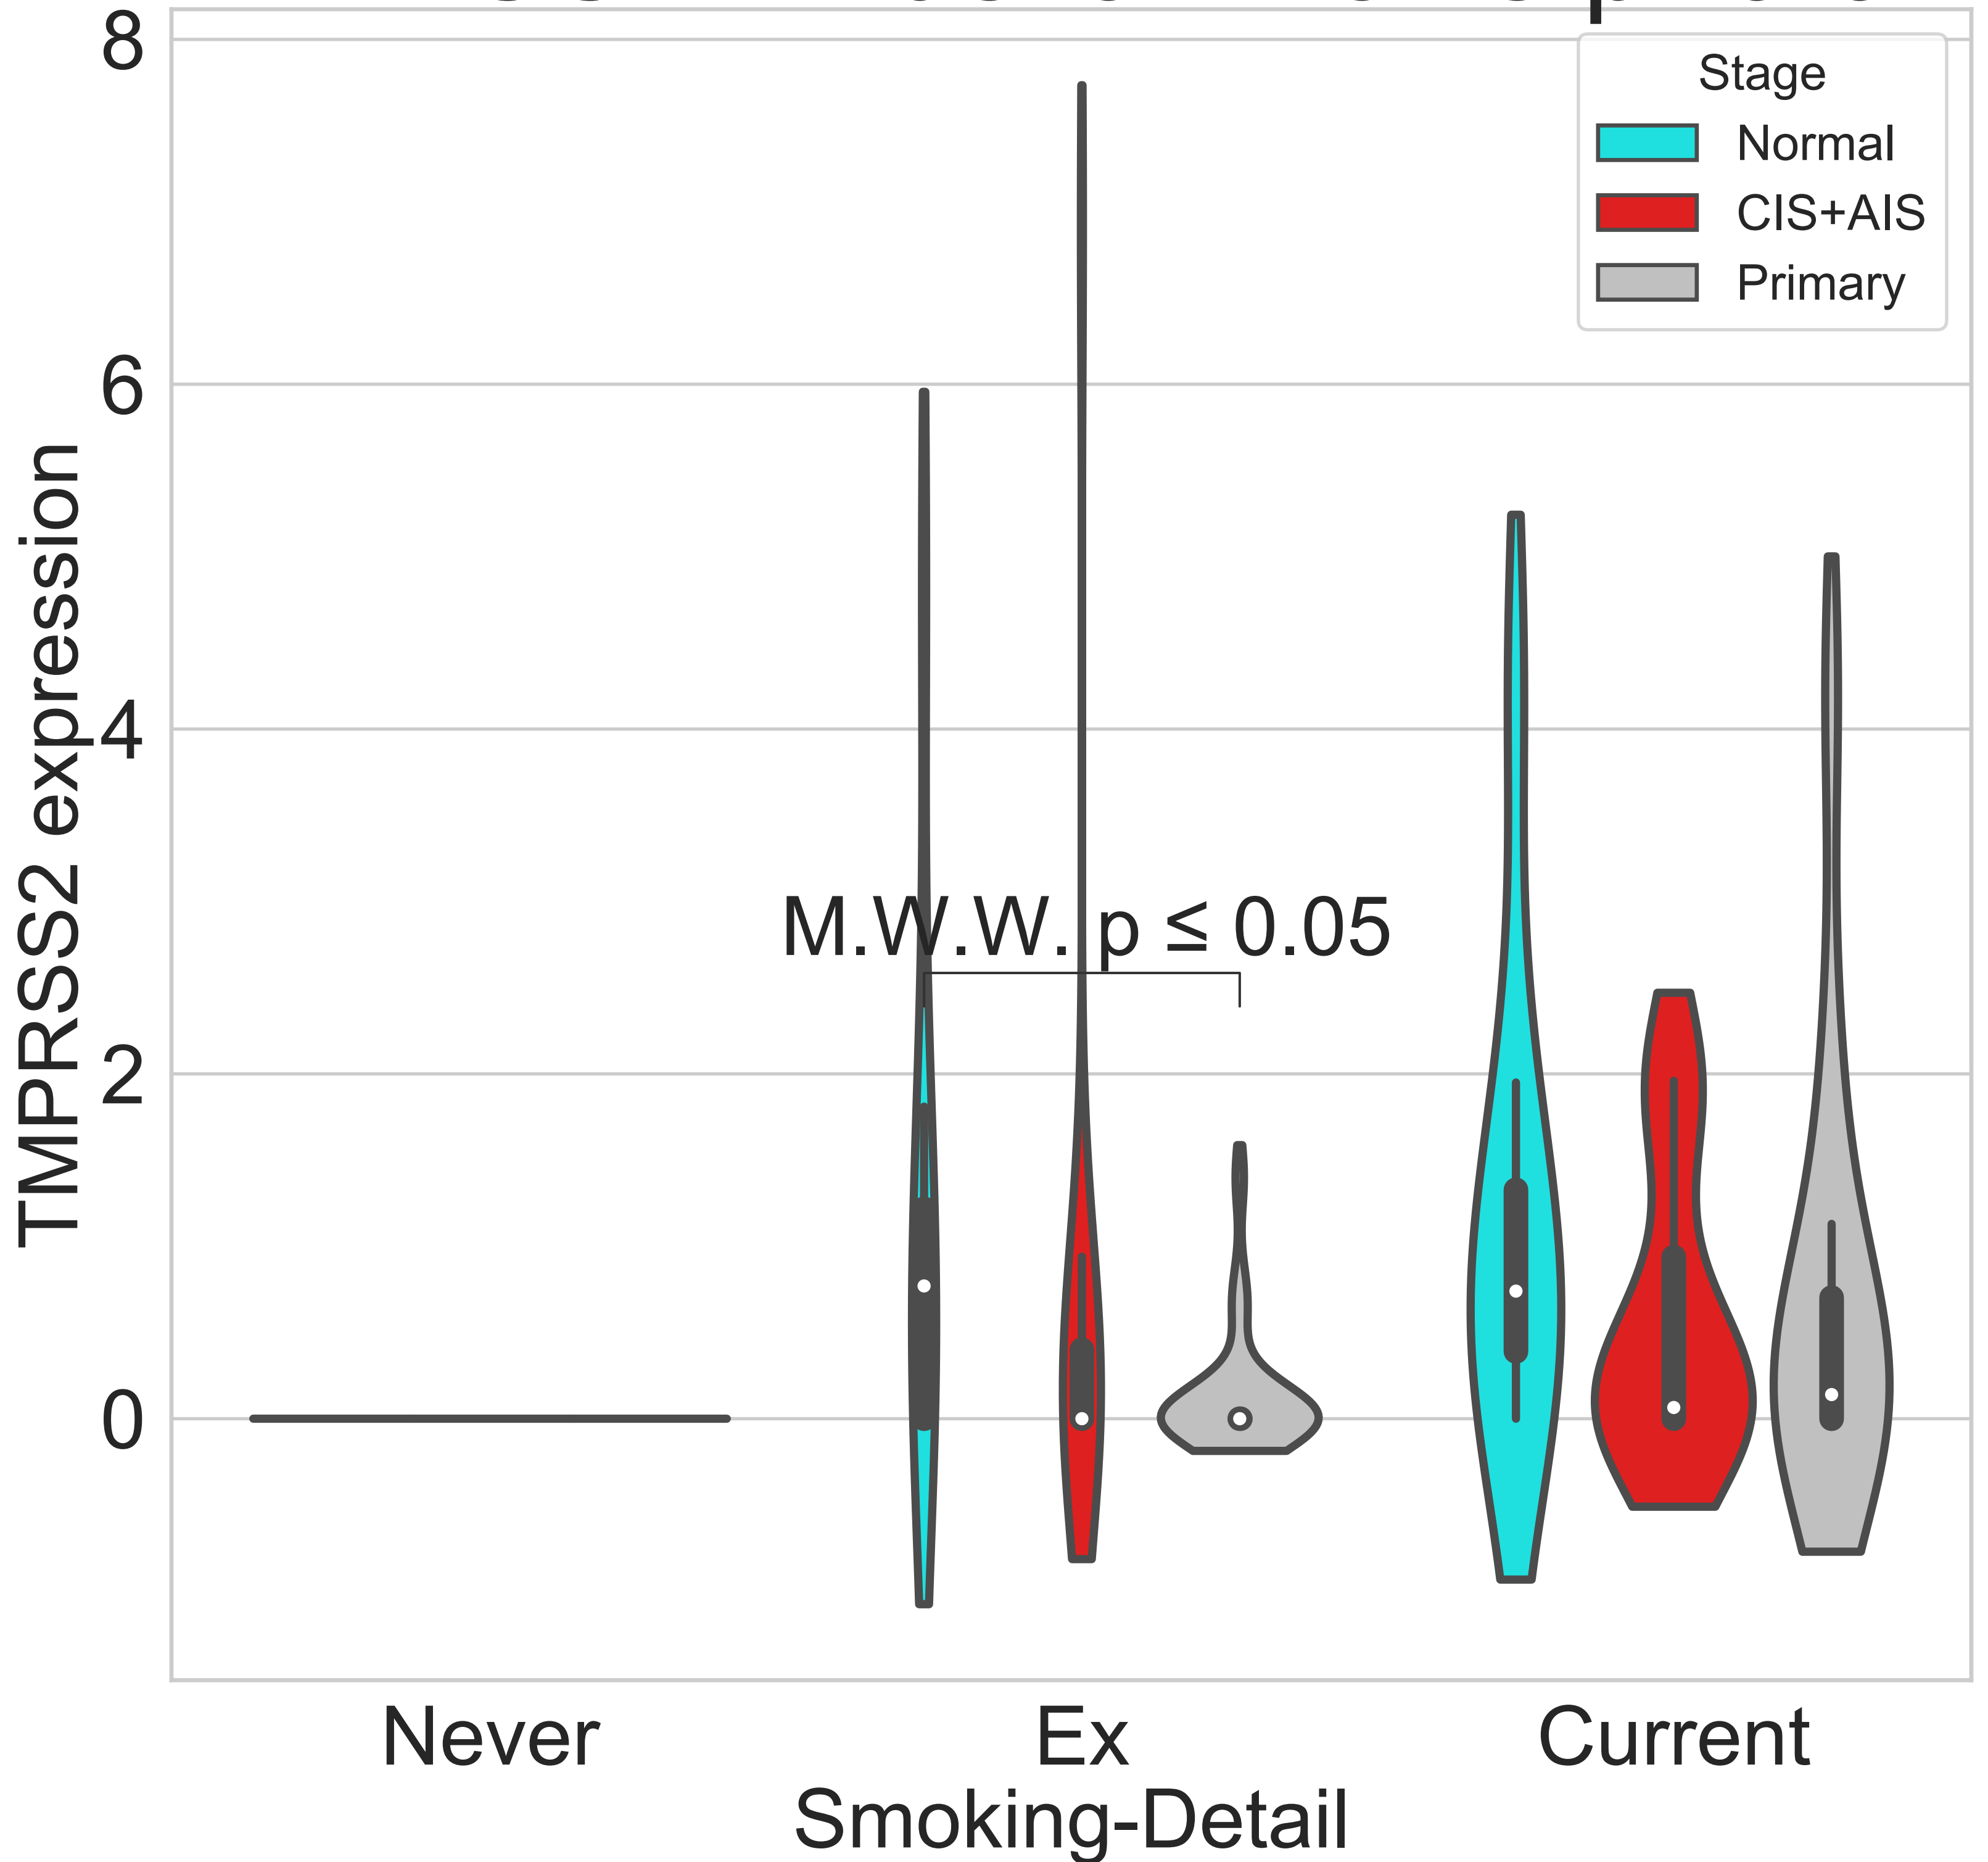 8
6
4
2
0
TMPRSS2 expression
Stage
Normal
CIS+AIS
Primary
M.W.W. p ≤ 0.05
Never
Ex
Current
Smoking-Detail